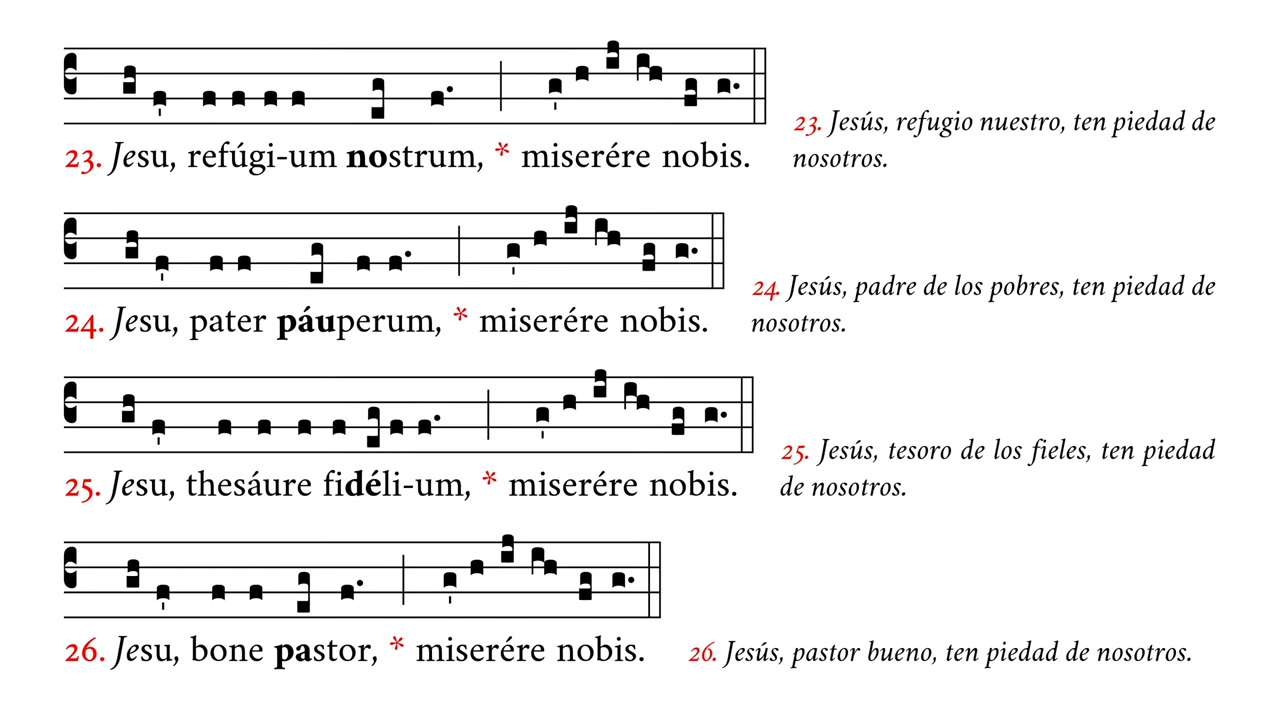 23. Jesu, refúgi-um nostrum, * miserére nobis.
23. Jesús, refugio nuestro, ten piedad de
nosotros.
24. Jesu, pater páuperum, * miserére nobis.
24. Jesús, padre de los pobres, ten piedad de
nosotros.
25. Jesu, thesáure fidéli-um, * miserére nobis.
25. Jesús, tesoro de los fieles, ten piedad
de nosotros.
26. Jesu, bone pastor, * miserére nobis.
26. Jesús, pastor bueno, ten piedad de nosotros.